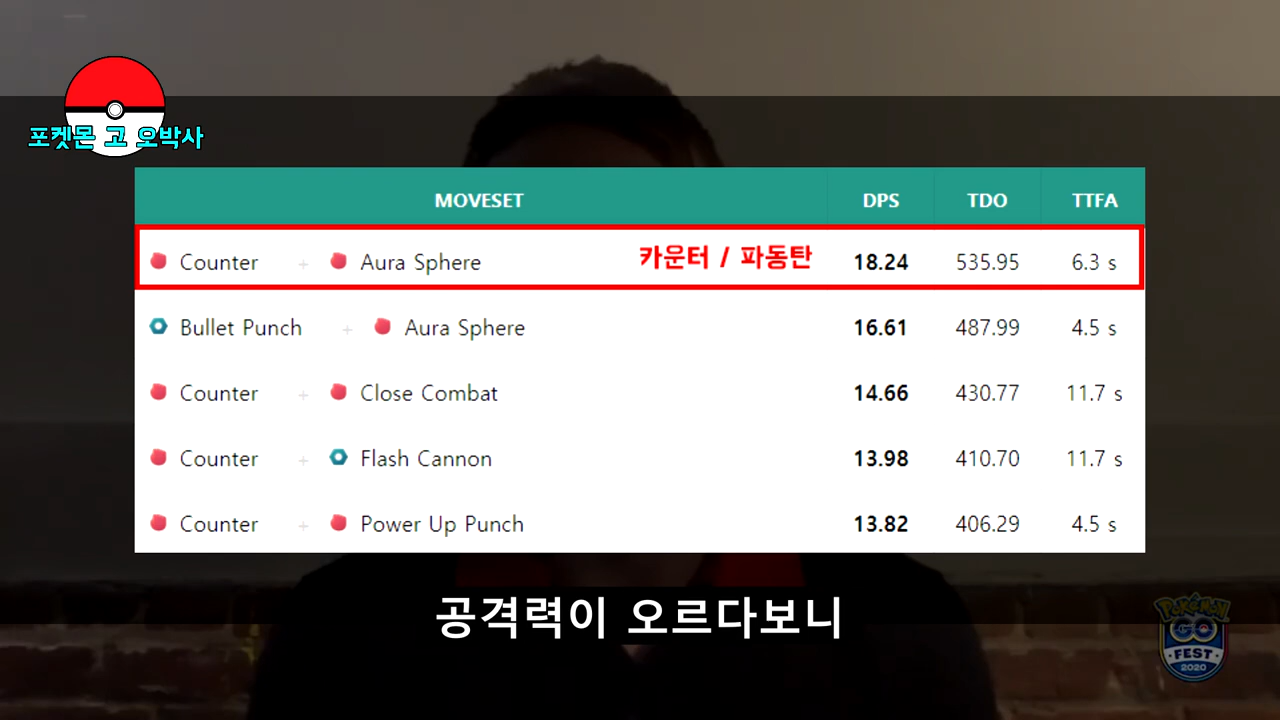 포켓몬 고 오박사
MOVESET DPS TDO TTFA
Counter + Aura Sphere 카운터 / 파동탄 18.24 535.95 6.3 s
Bullet Punch + Aura Sphere 16.61 487.99 4.5 s
Counter + Close Combat 14.66 430.77 11.7 s
Counter + Flash Cannon 13.98 410.70 11.7 s
Counter + Power Up Punch 13.82 406.29 4.5 s
공격력이 오르다보니
Pokémon
GO
FEST
2020